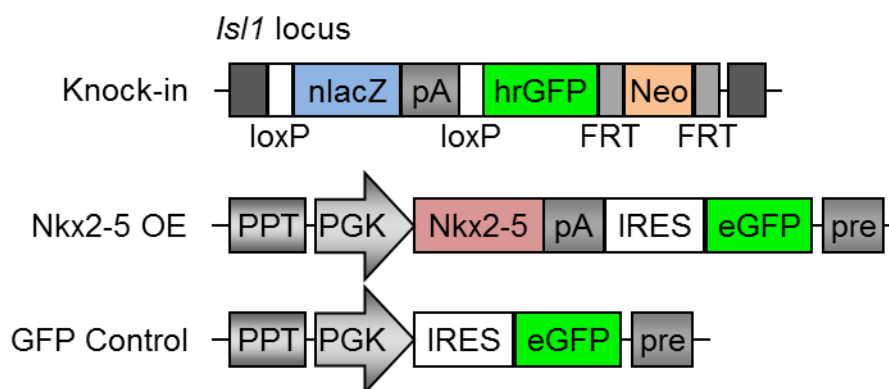 Isl1 locus
Knock-in nlacZ pA hrGFP Neo
loxP loxP FRT FRT
Nkx2-5 OE PPT PGK Nkx2-5 pA IRES eGFP pre
GFP Control PPT PGK IRES eGFP pre